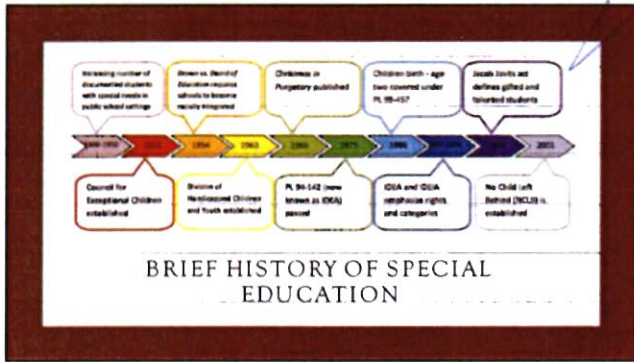 Increasing number of
documented students
with special needs in
public school settings
Brown vs. Board of
Education requires
schools to become
racially integrated
Christmas in
Purgatory published
Children birth - age
two covered under
PL 99-457
Jacob Javits act
defines gifted and
talented students
1954
1963
1966
1975
1986
2001
Council for
Exceptional Children
established
Division of
Handicapped Children
and Youth established
PL 94-142 (now
known as IDEA)
passed
IDEA and IDEIA
emphasize rights
and categories
No Child Left
Behind (NCLB) is
established
BRIEF HISTORY OF SPECIAL
EDUCATION